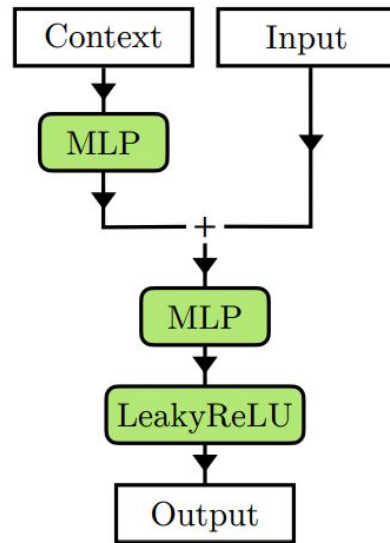 Context
Input
MLP
+
MLP
LeakyReLU
Output